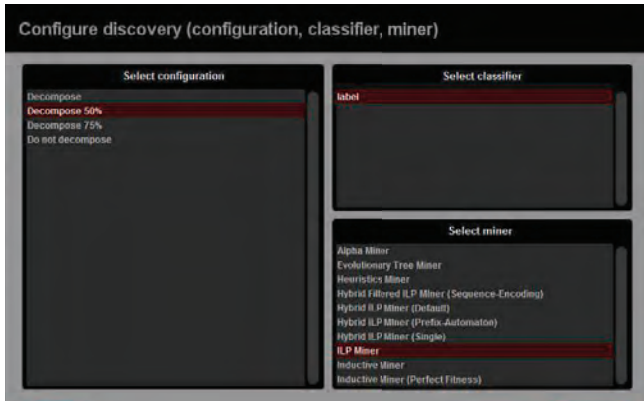 Configure discovery (configuration, classifier, miner)
Select configuration
Decompose
Decompose 50%
Decompose 75%
Do not decompose
Select classifier
label
Select miner
Alpha Miner
Evolutionary Tree Miner
Heuristics Miner
Hybrid Filtered ILP Miner (Sequence-Encoding)
Hybrid ILP Miner (Default)
Hybrid ILP Miner (Prefix-Automaton)
Hybrid ILP Miner (Single)
ILP Miner
Inductive Miner
Inductive Miner (Perfect Fitness)